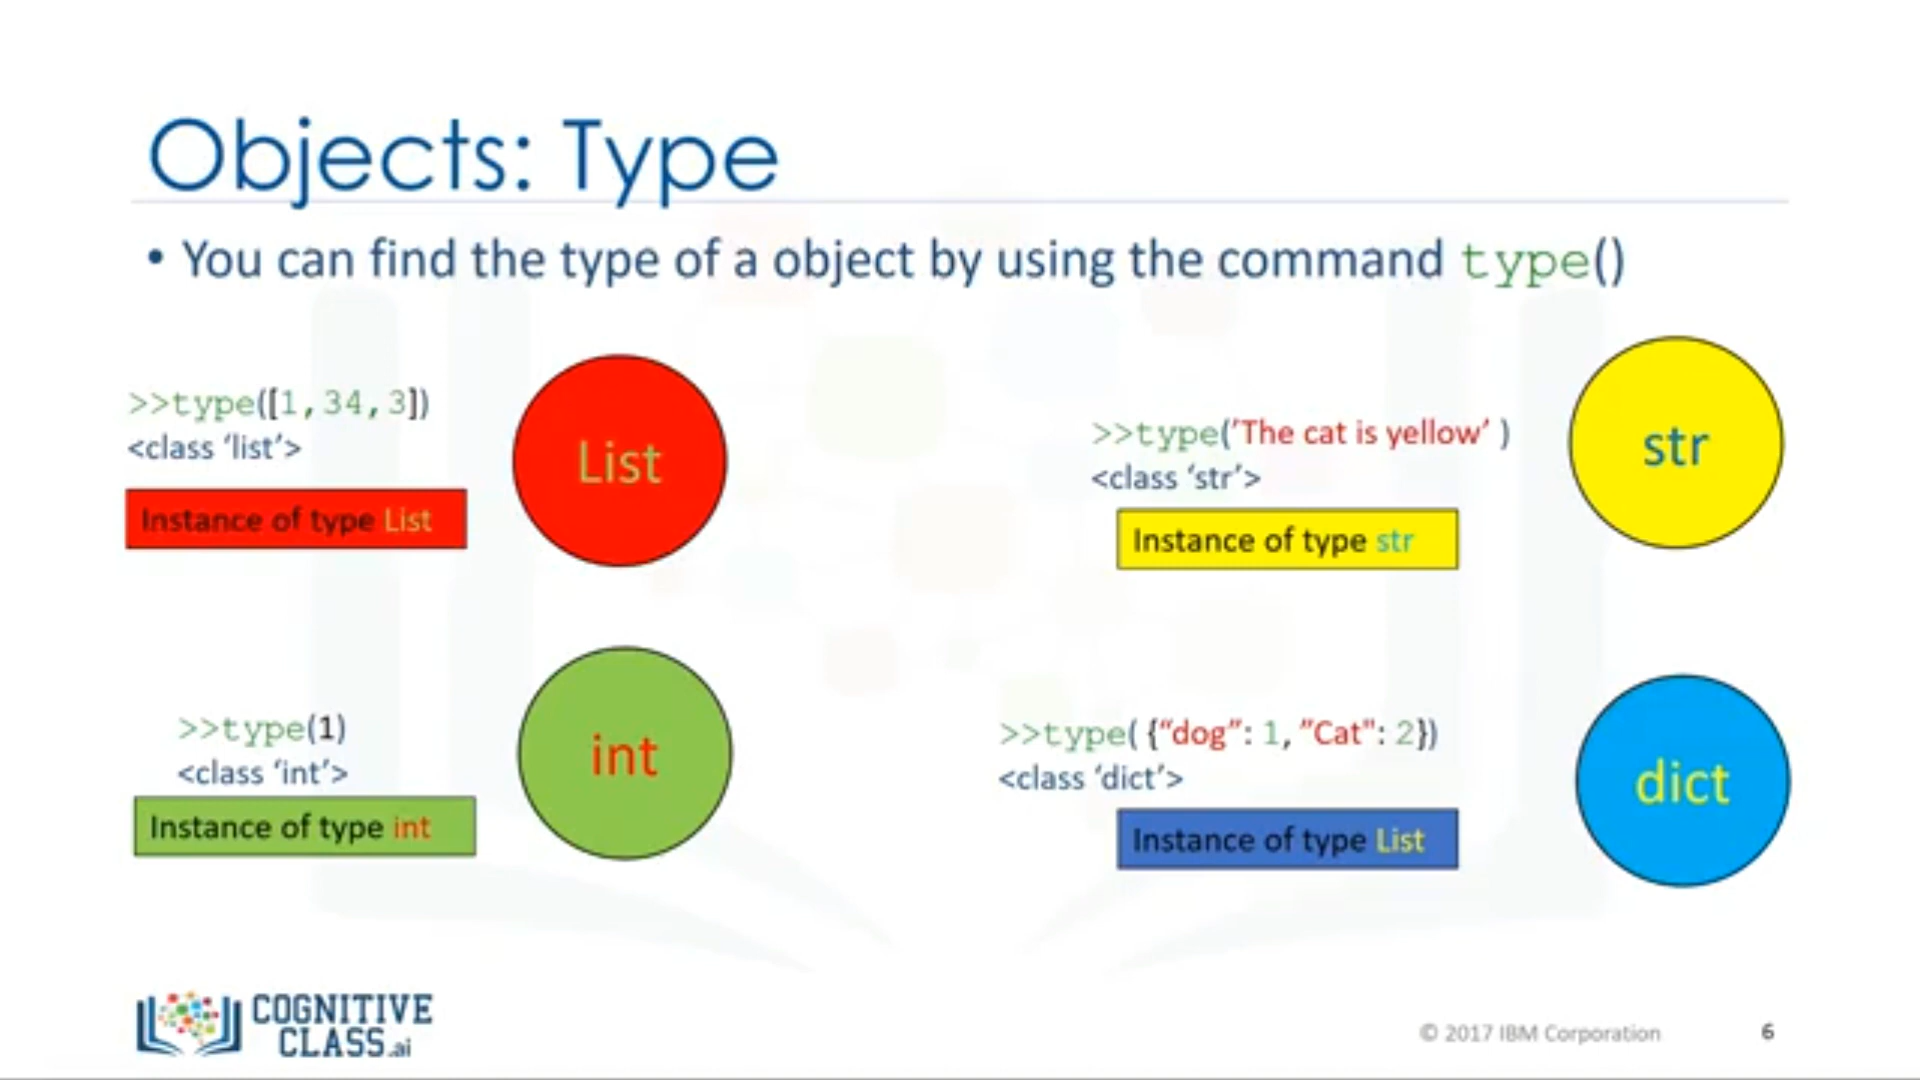 Objects: Type
• You can find the type of a object by using the command type()
>>type([1,34,3])
<class ‘list’>
Instance of type List
List
>>type(’The cat is yellow’ )
<class ‘str’>
Instance of type str
str
>>type(1)
<class ‘int’>
Instance of type int
int
>>type( {“dog”: 1, ”Cat": 2})
<class ‘dict’>
Instance of type List
dict
COGNITIVE
CLASS.ai
© 2017 IBM Corporation
6